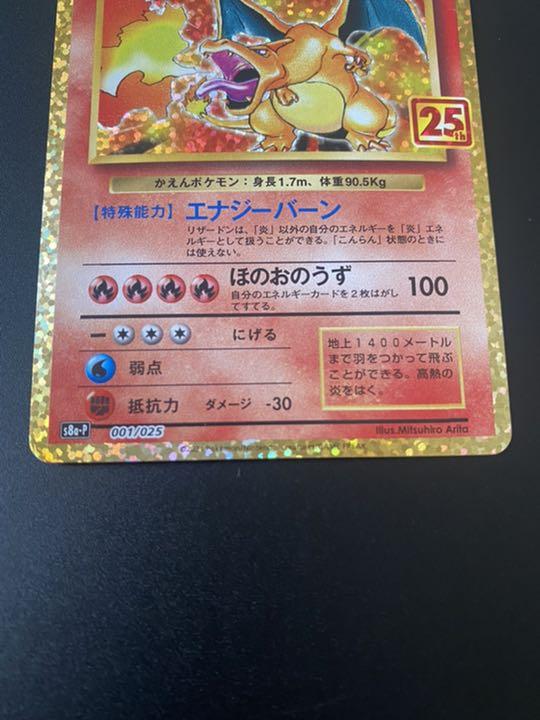 25th
かえんポケモン：身長1.7m、体重90.5Kg
【特殊能力】エナジーバーン
リザードンは、「炎」以外の自分のエネルギーを「炎」エネ
ルギーとして扱うことができる。「こんらん」状態のときに
は使えない。
ほのおのうず 100
自分のエネルギーカードを２枚はがし
てすてる。
にげる
弱点
抵抗力 ダメージ -30
地上１４００メートル
まで羽をつかって飛ぶ
ことができる。高熱の
炎をはく。
s8a-P 001/025
Illus.Mitsuhiro Arita